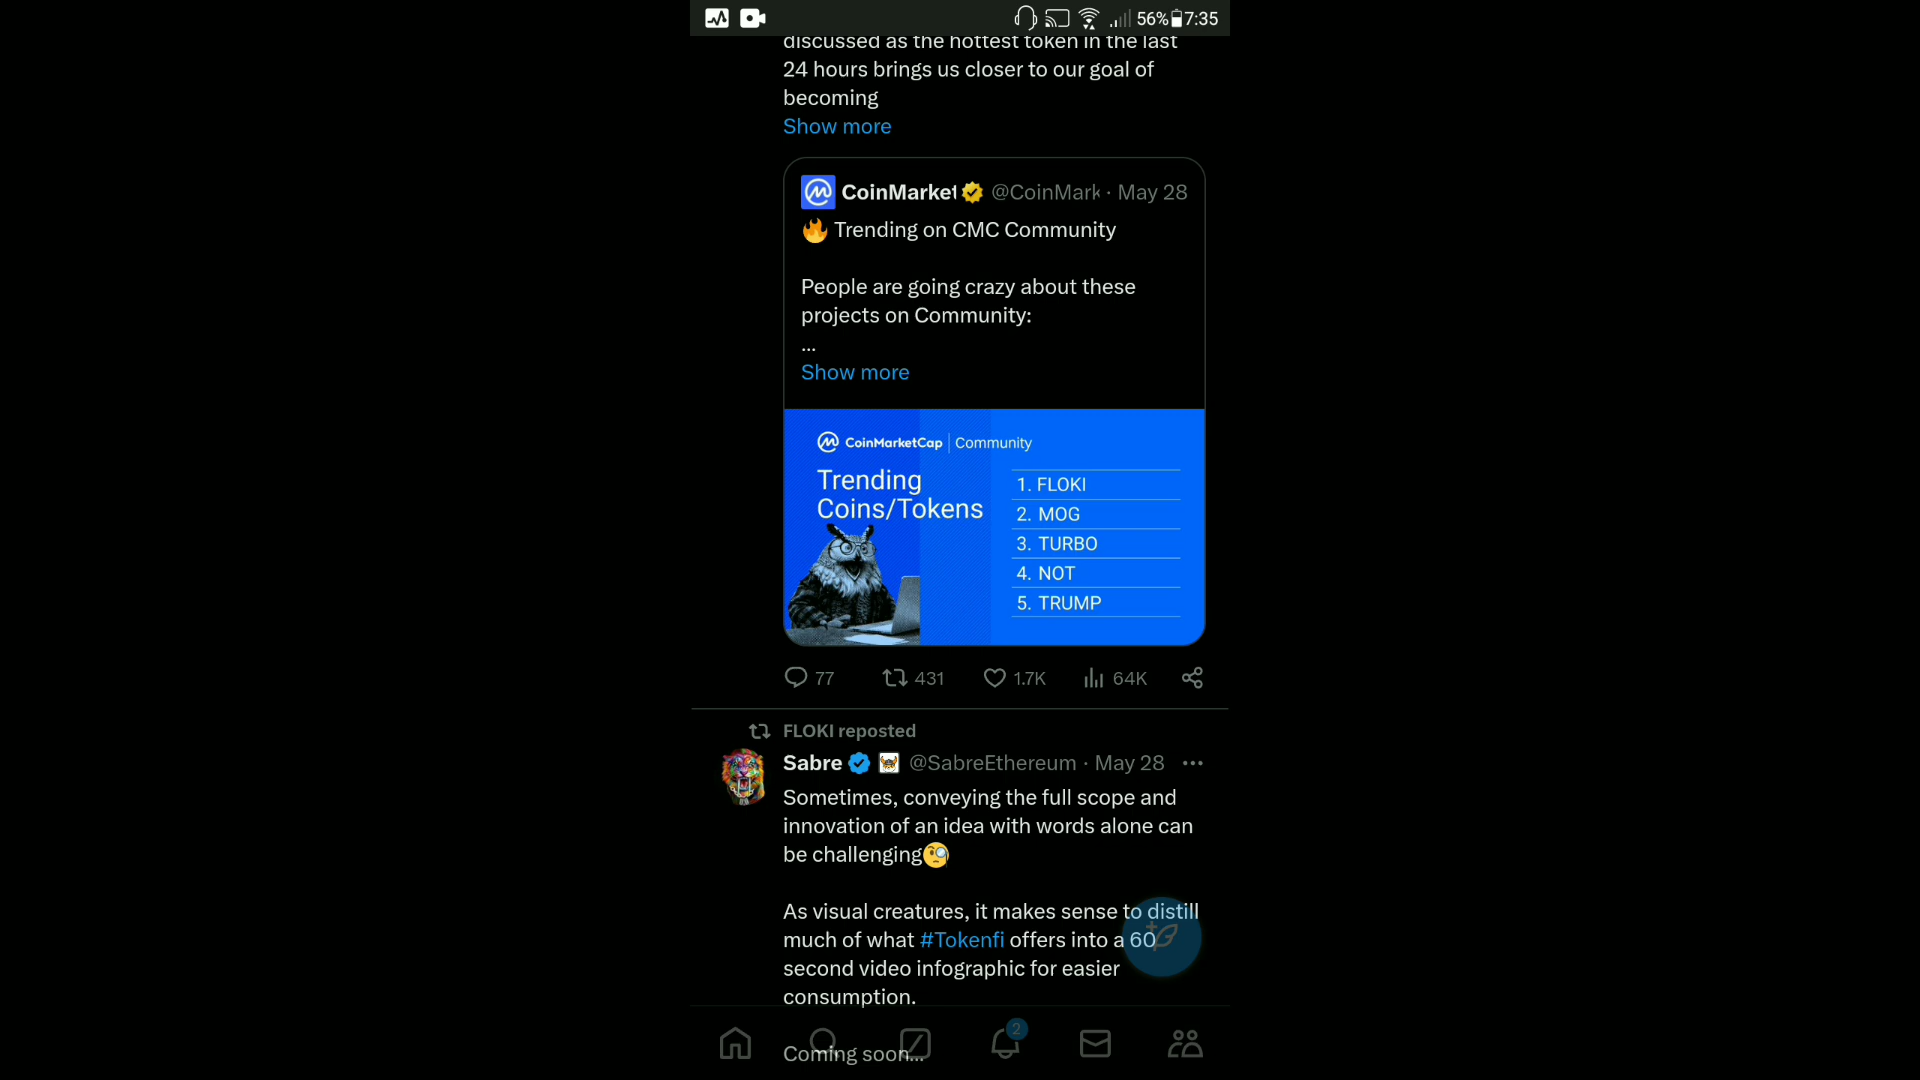 56% 7:35
discussed as the hottest token in the last
24 hours brings us closer to our goal of
becoming
Show more
CoinMarket @CoinMark · May 28
🔥 Trending on CMC Community
People are going crazy about these
projects on Community:
...
Show more
CoinMarketCap | Community
Trending
Coins/Tokens
1. FLOKI
2. MOG
3. TURBO
4. NOT
5. TRUMP
77 431 1.7K 64K
FLOKI reposted
Sabre @SabreEthereum · May 28 ...
Sometimes, conveying the full scope and
innovation of an idea with words alone can
be challenging🧐
As visual creatures, it makes sense to distill
much of what #Tokenfi offers into a 60
second video infographic for easier
consumption.
2
Coming soon...